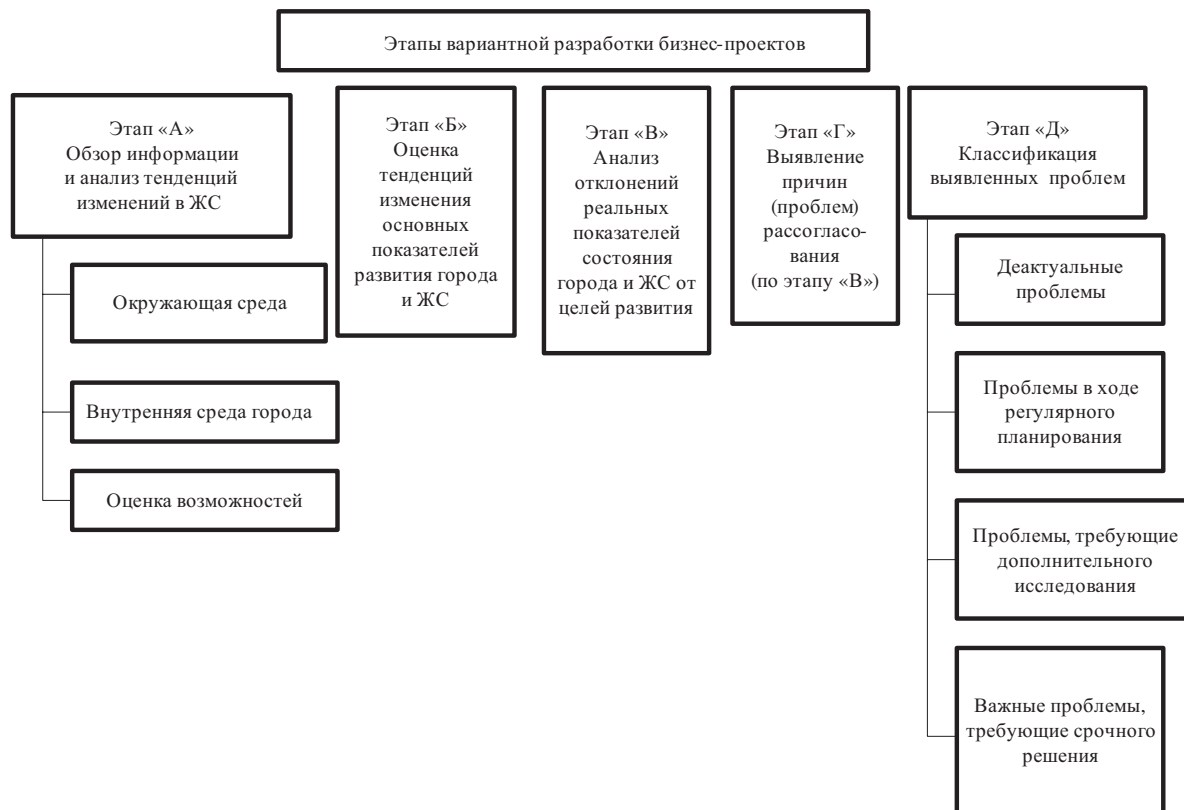 Этапы вариантной разработки бизнес-проектов
Этап «А»
Обзор информации
и анализ тенденций
изменений в ЖС
Окружающая среда
Внутренняя среда города
Оценка возможностей
Этап «Б»
Оценка
тенденций
изменения
основных
показателей
развития города
и ЖС
Этап «В»
Анализ
отклонений
реальных
показателей
состояния
города и ЖС от
целей развития
Этап «Г»
Выявление
причин
(проблем)
рассогласо-
вания
(по этапу «В»)
Этап «Д»
Классификация
выявленных проблем
Деактуальные
проблемы
Проблемы в ходе
регулярного
планирования
Проблемы, требующие
дополнительного
исследования
Важные проблемы,
требующие срочного
решения